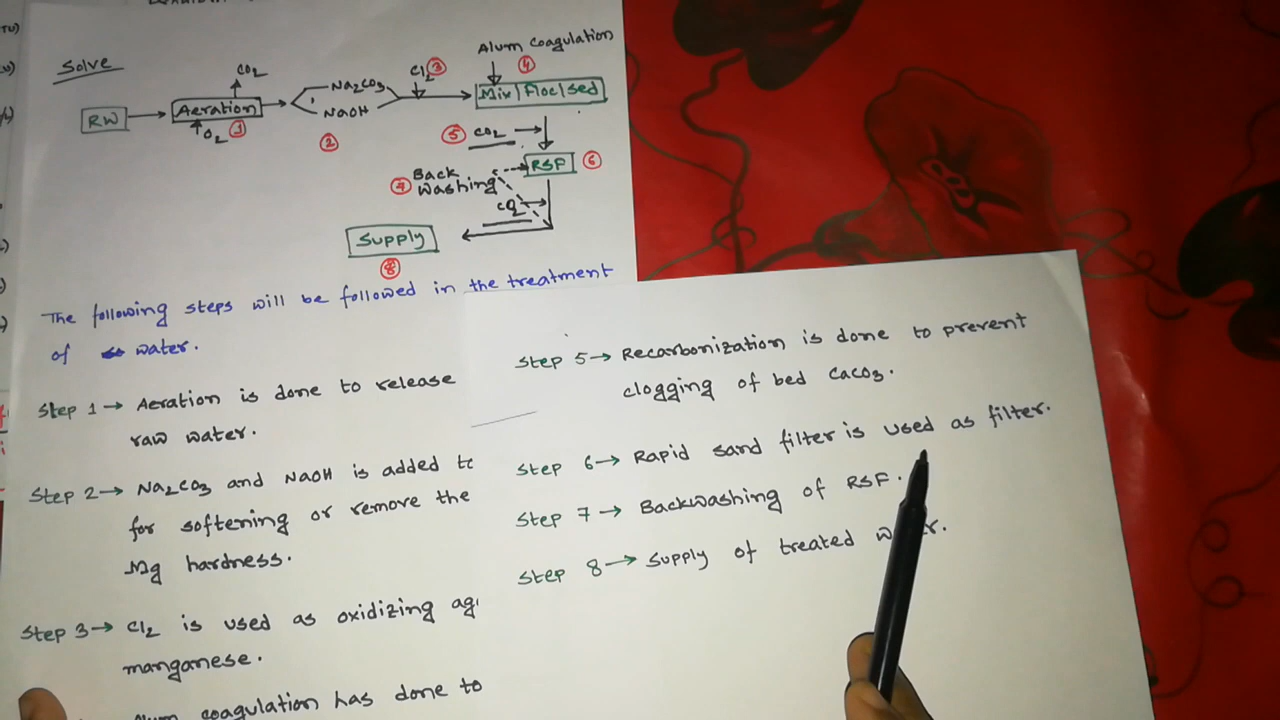 Solve
CO2
Na2CO3
Cl2 3
Alum coagulation
4
RW
Aeration
NaOH
Mix/Floc/Sed
O2 1
2
5 CO2
RSF 6
7 Back
washing
CO2
Supply
8
The following steps will be followed in the treatment
of water.
Step 1→ Aeration is done to release
raw water.
Step 2→ Na2CO3 and NaOH is added
for softening or remove the
Mg hardness.
Step 3→ Cl2 is used as oxidizing
manganese.
coagulation has done to
Step 5→ Recarbonization is done to prevent
clogging of bed CaCO3.
Step 6→ Rapid sand filter is used as filter.
Step 7→ Backwashing of RSF.
Step 8→ Supply of treated